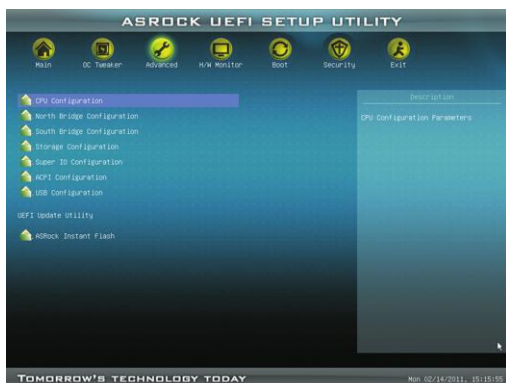 ASROCK UEFI SETUP UTILITY
Main OC Tweaker Advanced H/W Monitor Boot Security Exit
CPU Configuration
North Bridge Configuration
South Bridge Configuration
Storage Configuration
Super IO Configuration
ACPI Configuration
USB Configuration
UEFI Update Utility
ASRock Instant Flash
Description
CPU Configuration Parameters
TOMORROW'S TECHNOLOGY TODAY
Mon 02/14/2011, 15:15:55